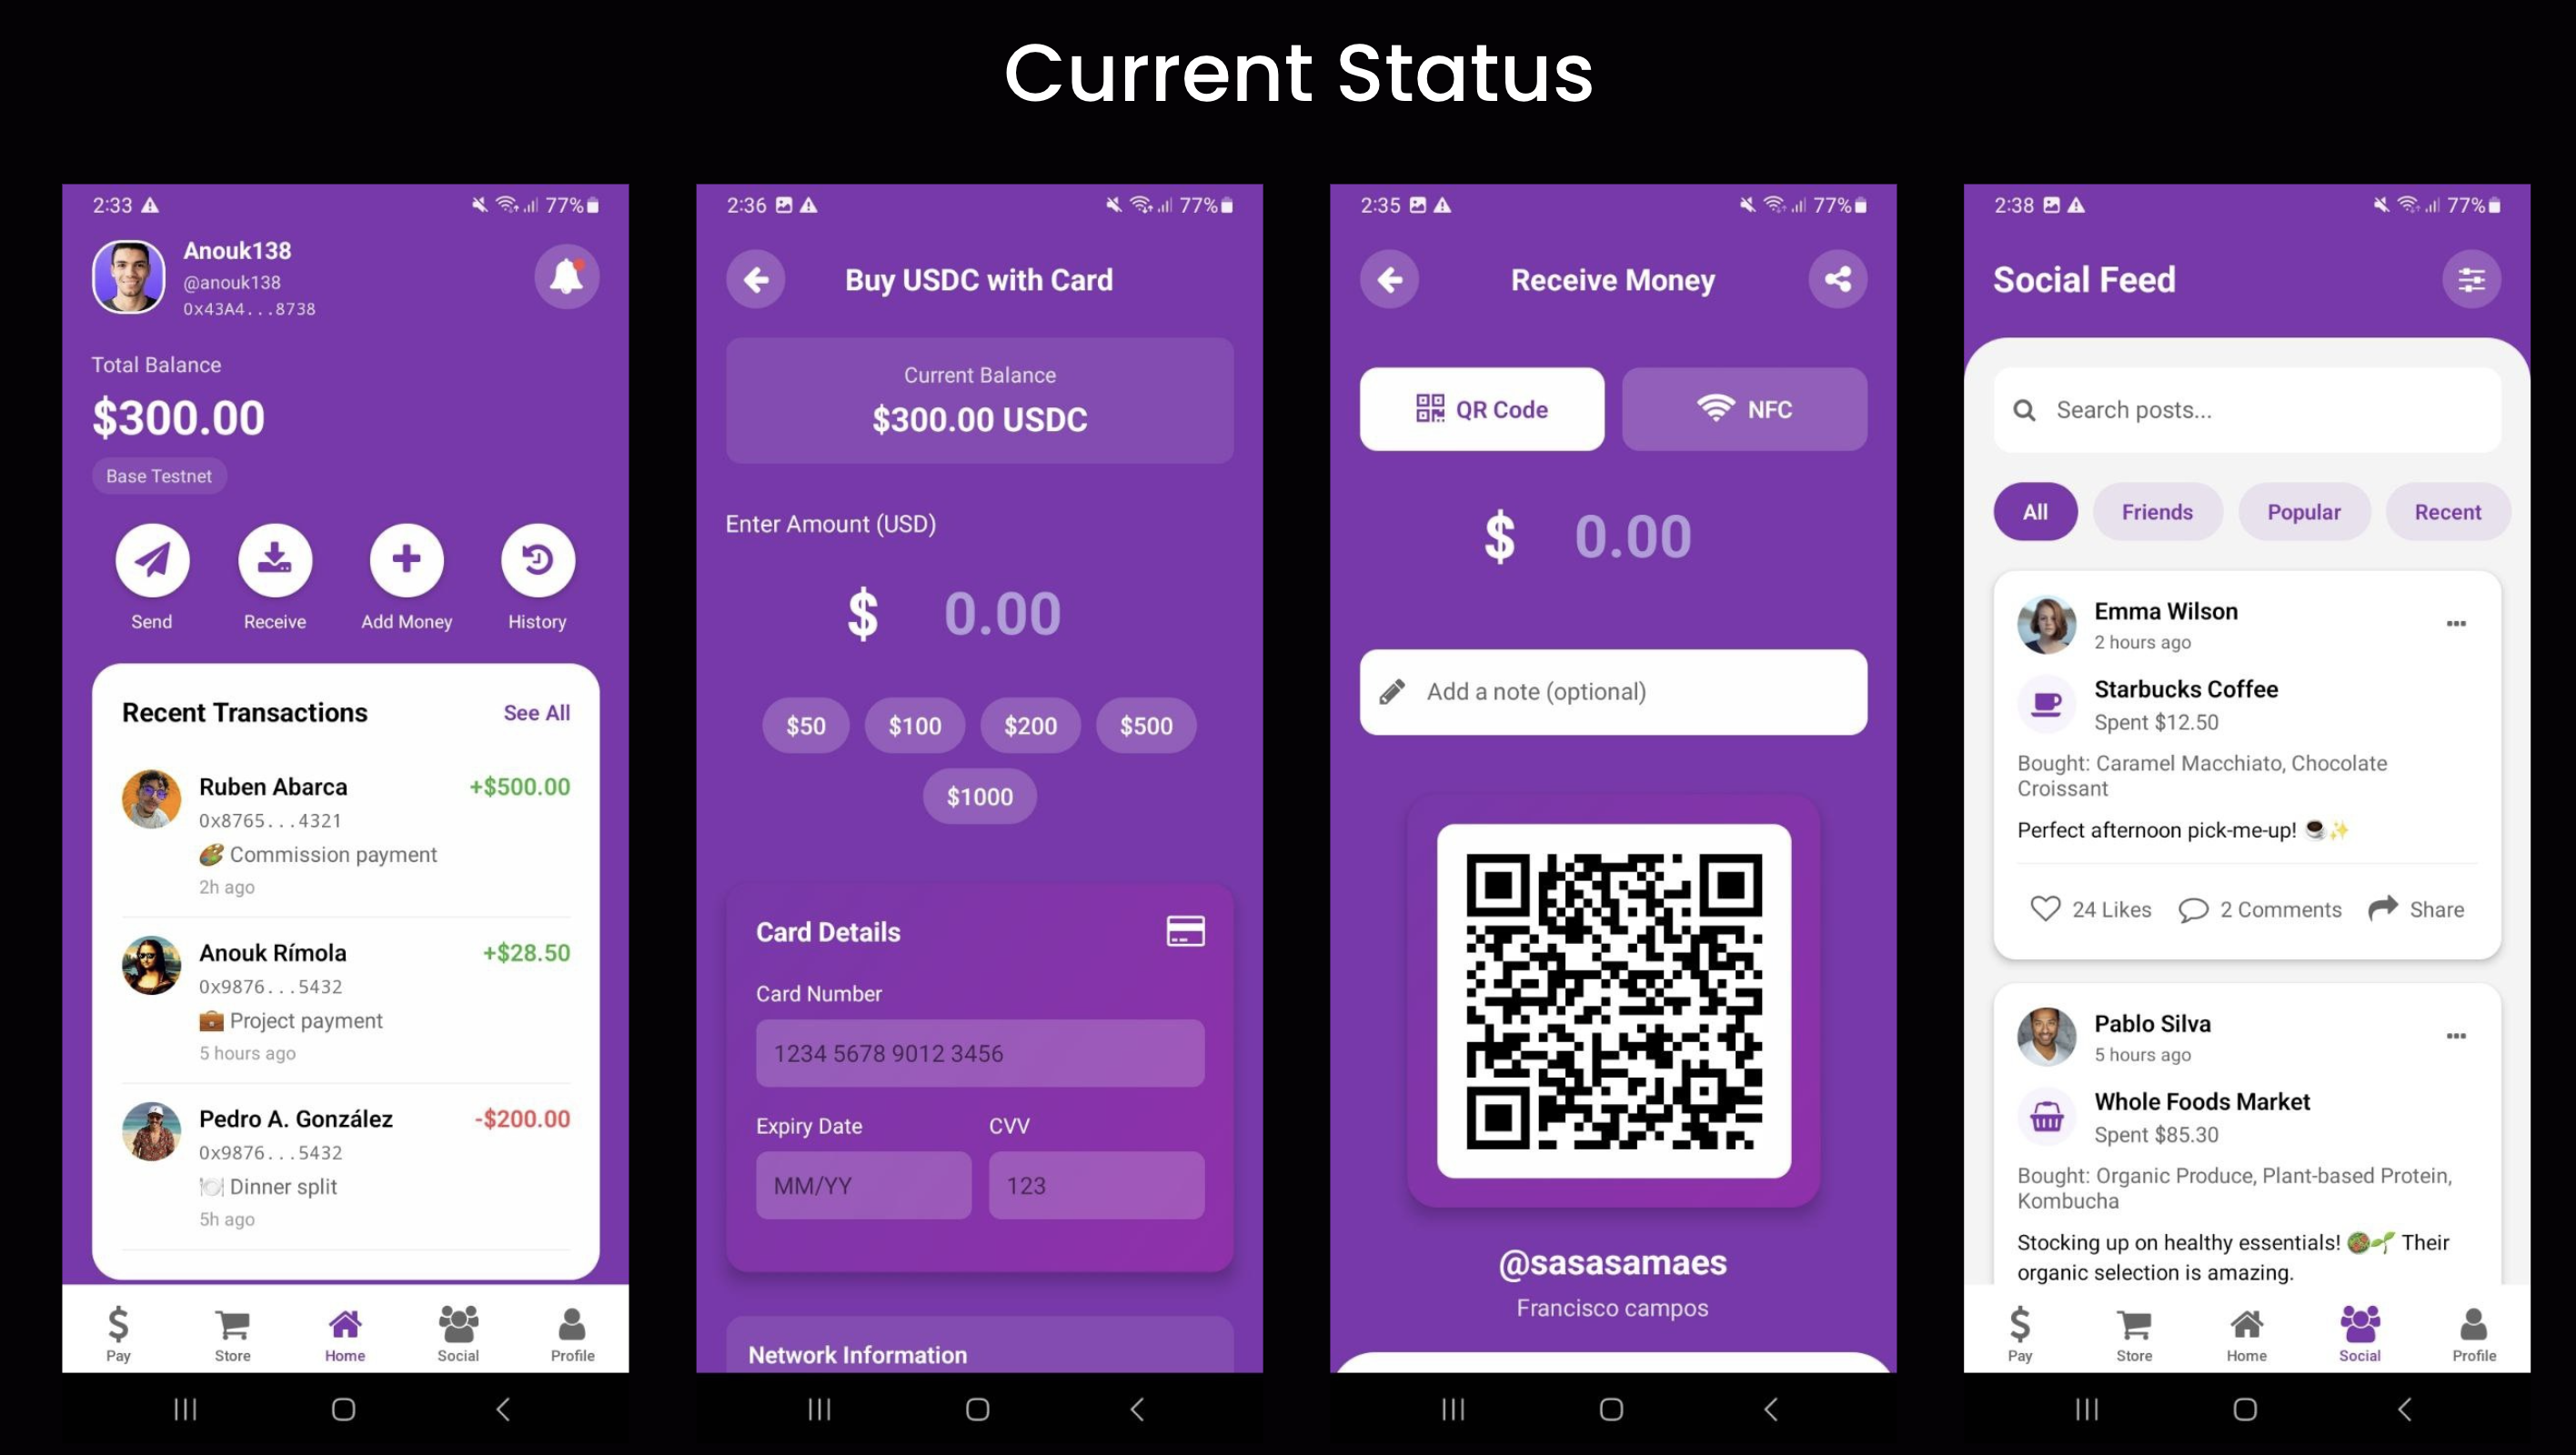 Current Status
2:33
77%
Anouk138
@anouk138
0x43A4...8738
Total Balance
$300.00
Base Testnet
Send Receive Add Money History
Recent Transactions See All
Ruben Abarca +$500.00
0x8765...4321
🎨 Commission payment
2h ago
Anouk Rímola +$28.50
0x9876...5432
💼 Project payment
5 hours ago
Pedro A. González -$200.00
0x9876...5432
🍽️ Dinner split
5h ago
Pay Store Home Social Profile
2:36
77%
Buy USDC with Card
Current Balance
$300.00 USDC
Enter Amount (USD)
$ 0.00
$50 $100 $200 $500
$1000
Card Details
Card Number
1234 5678 9012 3456
Expiry Date CVV
MM/YY 123
Network Information
2:35
77%
Receive Money
QR Code NFC
$ 0.00
Add a note (optional)
@sasasamaes
Francisco campos
2:38
77%
Social Feed
Search posts...
All Friends Popular Recent
Emma Wilson
2 hours ago
Starbucks Coffee
Spent $12.50
Bought: Caramel Macchiato, Chocolate
Croissant
Perfect afternoon pick-me-up! ☕✨
24 Likes 2 Comments Share
Pablo Silva
5 hours ago
Whole Foods Market
Spent $85.30
Bought: Organic Produce, Plant-based Protein,
Kombucha
Stocking up on healthy essentials! 🥗🌱 Their
organic selection is amazing.
Pay Store Home Social Profile